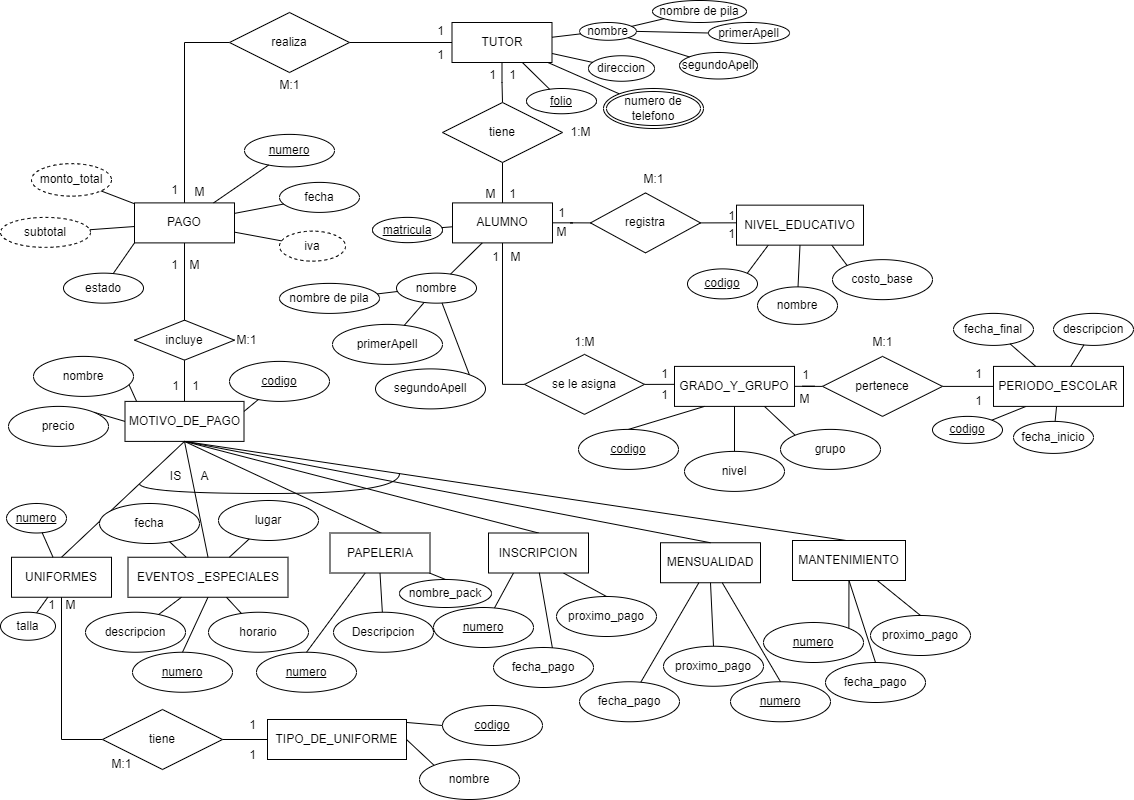 nombre de pila
realiza
1
TUTOR
nombre
primerApell
1
segundoApell
direccion
1
1
M:1
folio
numero de
telefono
tiene
1:M
numero
monto_total
M:1
1
M
M
1
fecha
1
1
PAGO
matricula
ALUMNO
registra
NIVEL_EDUCATIVO
subtotal
M
1
iva
1
M
1
M
estado
nombre
codigo
costo_base
nombre de pila
nombre
fecha_final
descripcion
incluye
M:1
primerApell
1:M
M:1
nombre
codigo
1
1
segundoApell
se le asigna
1
1
GRADO_Y_GRUPO
1
M
pertenece
1
1
PERIODO_ESCOLAR
precio
MOTIVO_DE_PAGO
codigo
fecha_inicio
codigo
grupo
nivel
IS
A
numero
fecha
lugar
PAPELERIA
INSCRIPCION
MENSUALIDAD
MANTENIMIENTO
UNIFORMES
EVENTOS _ESPECIALES
nombre_pack
1
M
proximo_pago
talla
descripcion
horario
Descripcion
numero
numero
proximo_pago
numero
numero
fecha_pago
proximo_pago
fecha_pago
fecha_pago
numero
1
codigo
tiene
TIPO_DE_UNIFORME
M:1
1
nombre